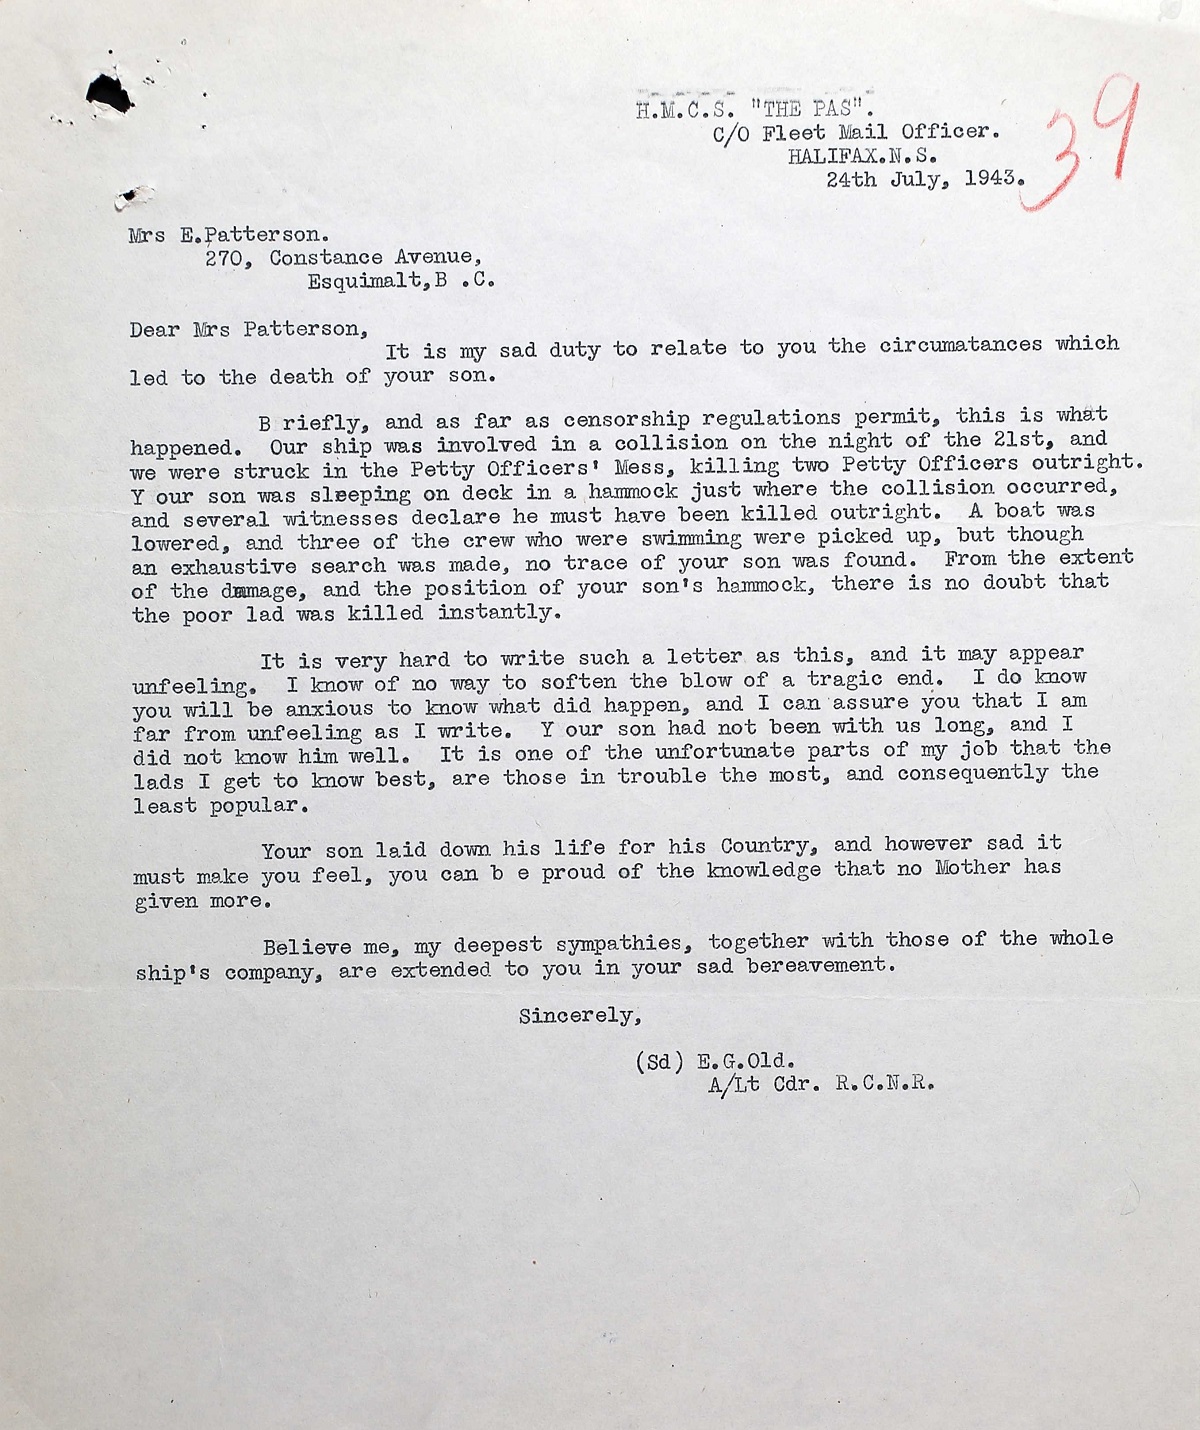 H.M.C.S. "THE PAS".
C/O Fleet Mail Officer.
HALIFAX.N.S.
24th July, 1943.
39
Mrs E.Patterson.
270, Constance Avenue,
Esquimalt,B .C.
Dear Mrs Patterson,
It is my sad duty to relate to you the circumatances which
led to the death of your son.
B riefly, and as far as censorship regulations permit, this is what
happened. Our ship was involved in a collision on the night of the 21st, and
we were struck in the Petty Officers' Mess, killing two Petty Officers outright.
Y our son was sleeping on deck in a hammock just where the collision occurred,
and several witnesses declare he must have been killed outright. A boat was
lowered, and three of the crew who were swimming were picked up, but though
an exhaustive search was made, no trace of your son was found. From the extent
of the damage, and the position of your son's hammock, there is no doubt that
the poor lad was killed instantly.
It is very hard to write such a letter as this, and it may appear
unfeeling. I know of no way to soften the blow of a tragic end. I do know
you will be anxious to know what did happen, and I can assure you that I am
far from unfeeling as I write. Y our son had not been with us long, and I
did not know him well. It is one of the unfortunate parts of my job that the
lads I get to know best, are those in trouble the most, and consequently the
least popular.
Your son laid down his life for his Country, and however sad it
must make you feel, you can b e proud of the knowledge that no Mother has
given more.
Believe me, my deepest sympathies, together with those of the whole
ship's company, are extended to you in your sad bereavement.
Sincerely,
(Sd) E.G.Old.
A/Lt Cdr. R.C.N.R.